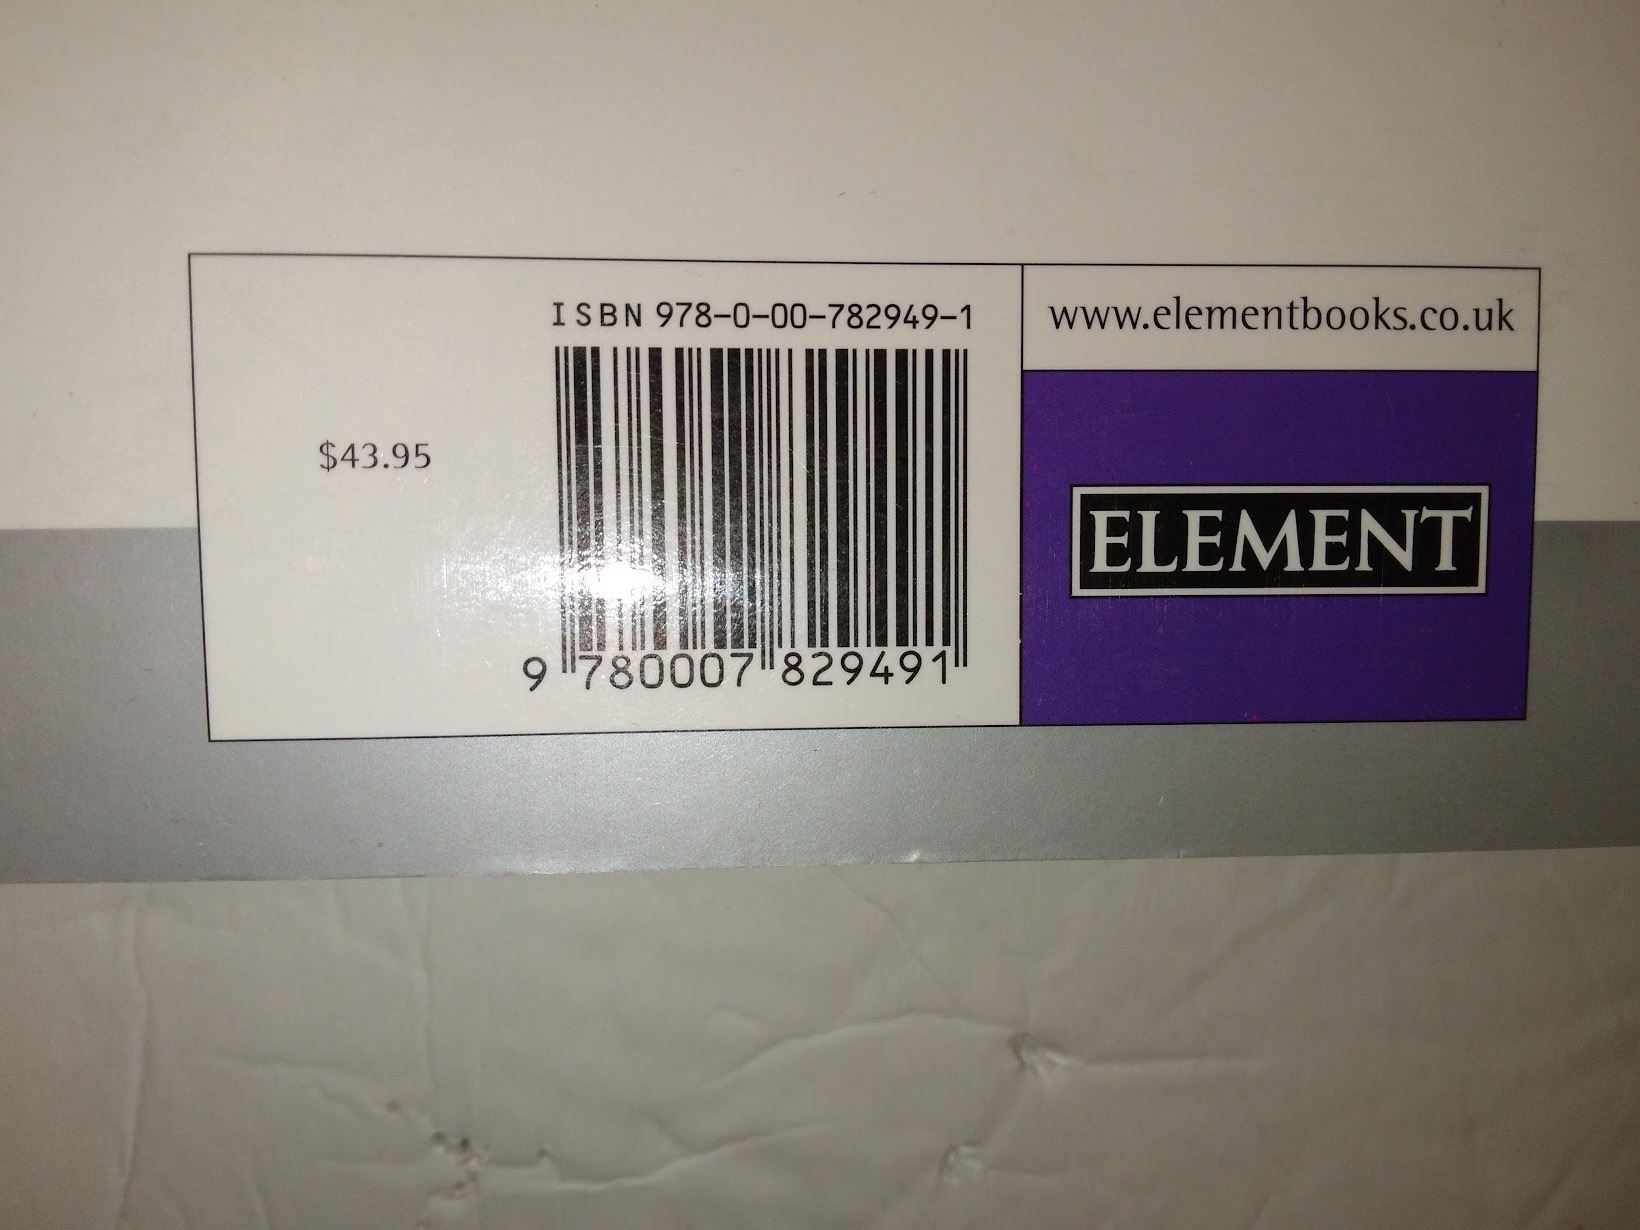 ISBN 978-0-00-782949-1
www.elementbooks.co.uk
$43.95
ELEMENT
9 780007 829491